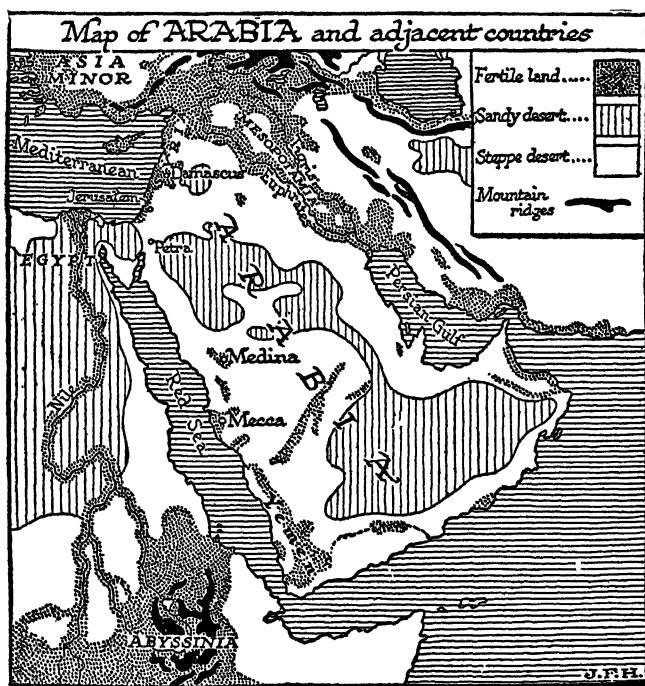 Map of ARABIA and adjacent countries
ASIA
MINOR
Fertile land.....
Sandy desert....
Steppe desert....
Mountain
ridges
MESOPOTAMIA
Tigris
Euphrates
Mediterranean
Damascus
Jerusalem
Petra
EGYPT
ARABIA
Persian Gulf
Medina
Red Sea
Mecca
Nile
Yemen
ABYSSINIA
J.F.H.